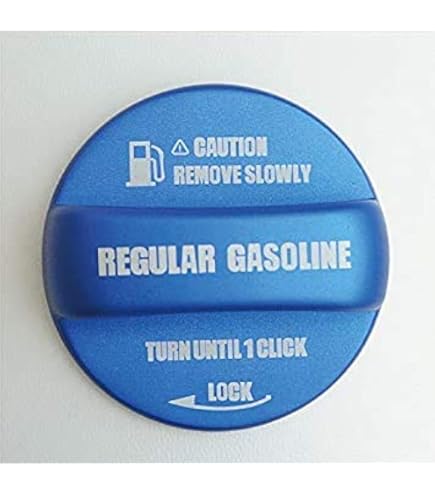 ⚠ CAUTION
REMOVE SLOWLY
REGULAR GASOLINE
TURN UNTIL 1 CLICK
LOCK